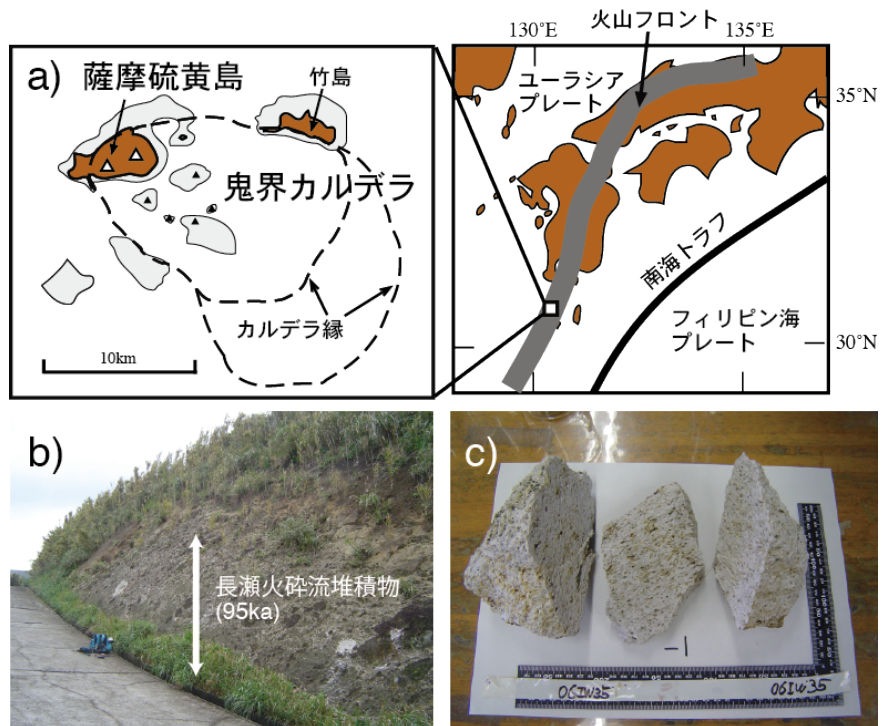 a)
薩摩硫黄島
竹島
鬼界カルデラ
カルデラ縁
10km
130˚E
火山フロント
135˚E
ユーラシア
プレート
35˚N
南海トラフ
フィリピン海
プレート
30˚N
b)
長瀬火砕流堆積物
(95ka)
c)
-1
06IW35
06IW35